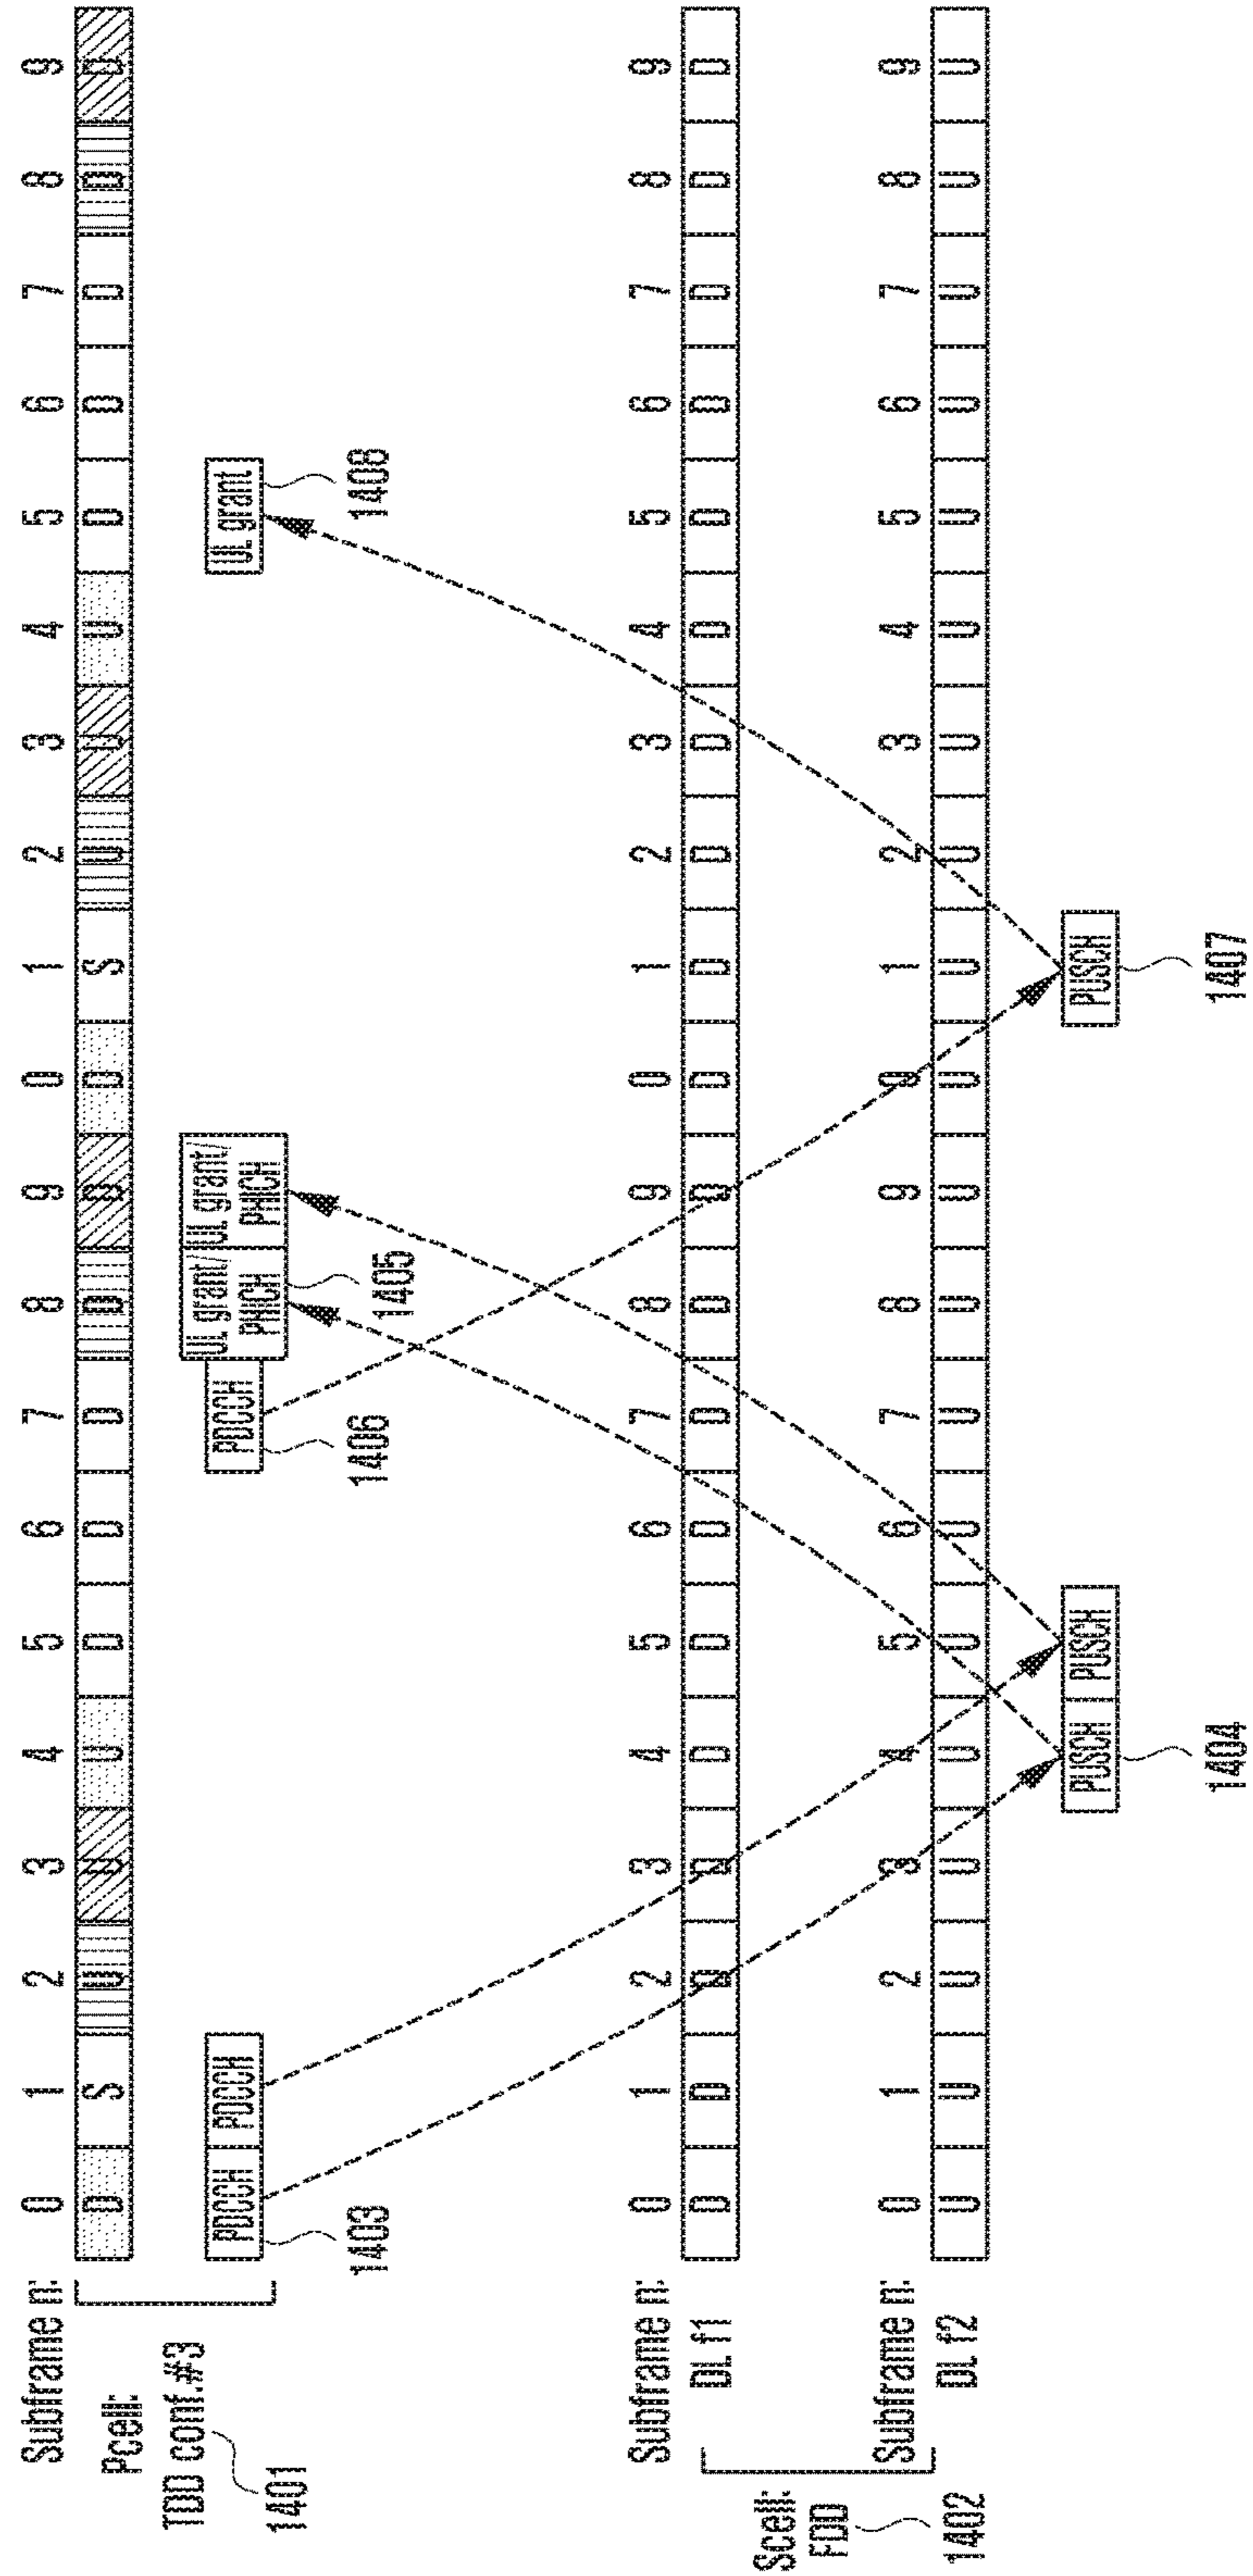 Subframe n: 0 1 2 3 4 5 6 7 8 9 0 1 2 3 4 5 6 7 8 9
D S U U U D D D D D D S U U U D D D D D
Pcell:
TDD conf.#3
1401
PDCCH PDCCH PDCCH UL grant/ UL grant/ UL grant
PHICH PHICH
1403 1406 1405 1408
Subframe n: 0 1 2 3 4 5 6 7 8 9 0 1 2 3 4 5 6 7 8 9
DL f1 D D D D D D D D D D D D D D D D D D D D
Scell:
FDD
1402
Subframe n: 0 1 2 3 4 5 6 7 8 9 0 1 2 3 4 5 6 7 8 9
DL f2 U U U U U U U U U U U U U U U U U U U U
PUSCH PUSCH PUSCH
1404 1407